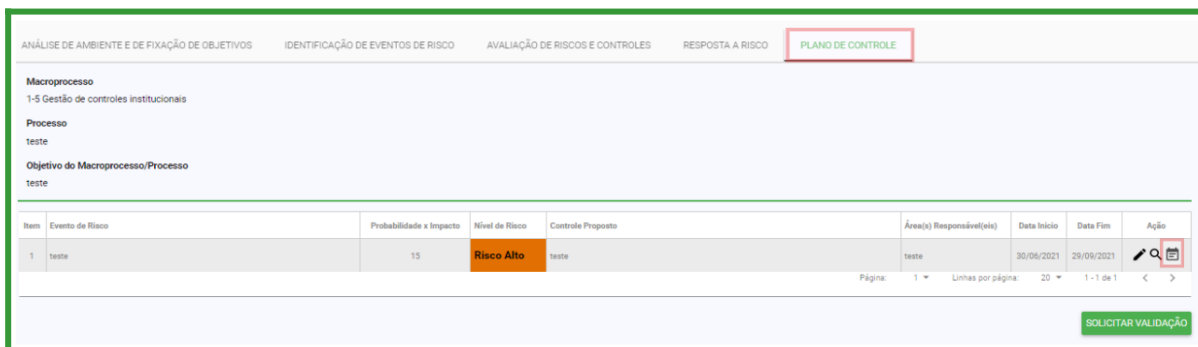 ANÁLISE DE AMBIENTE E DE FIXAÇÃO DE OBJETIVOS IDENTIFICAÇÃO DE EVENTOS DE RISCO AVALIAÇÃO DE RISCOS E CONTROLES RESPOSTA A RISCO PLANO DE CONTROLE
Macroprocesso
1-5 Gestão de controles institucionais
Processo
teste
Objetivo do Macroprocesso/Processo
teste
Item Evento de Risco Probabilidade x Impacto Nível de Risco Controle Proposto Área(s) Responsável(eis) Data Inicio Data Fim Ação
1 teste 15 Risco Alto teste teste 30/06/2021 29/09/2021
Página: 1 Linhas por página: 20 1 - 1 de 1
SOLICITAR VALIDAÇÃO